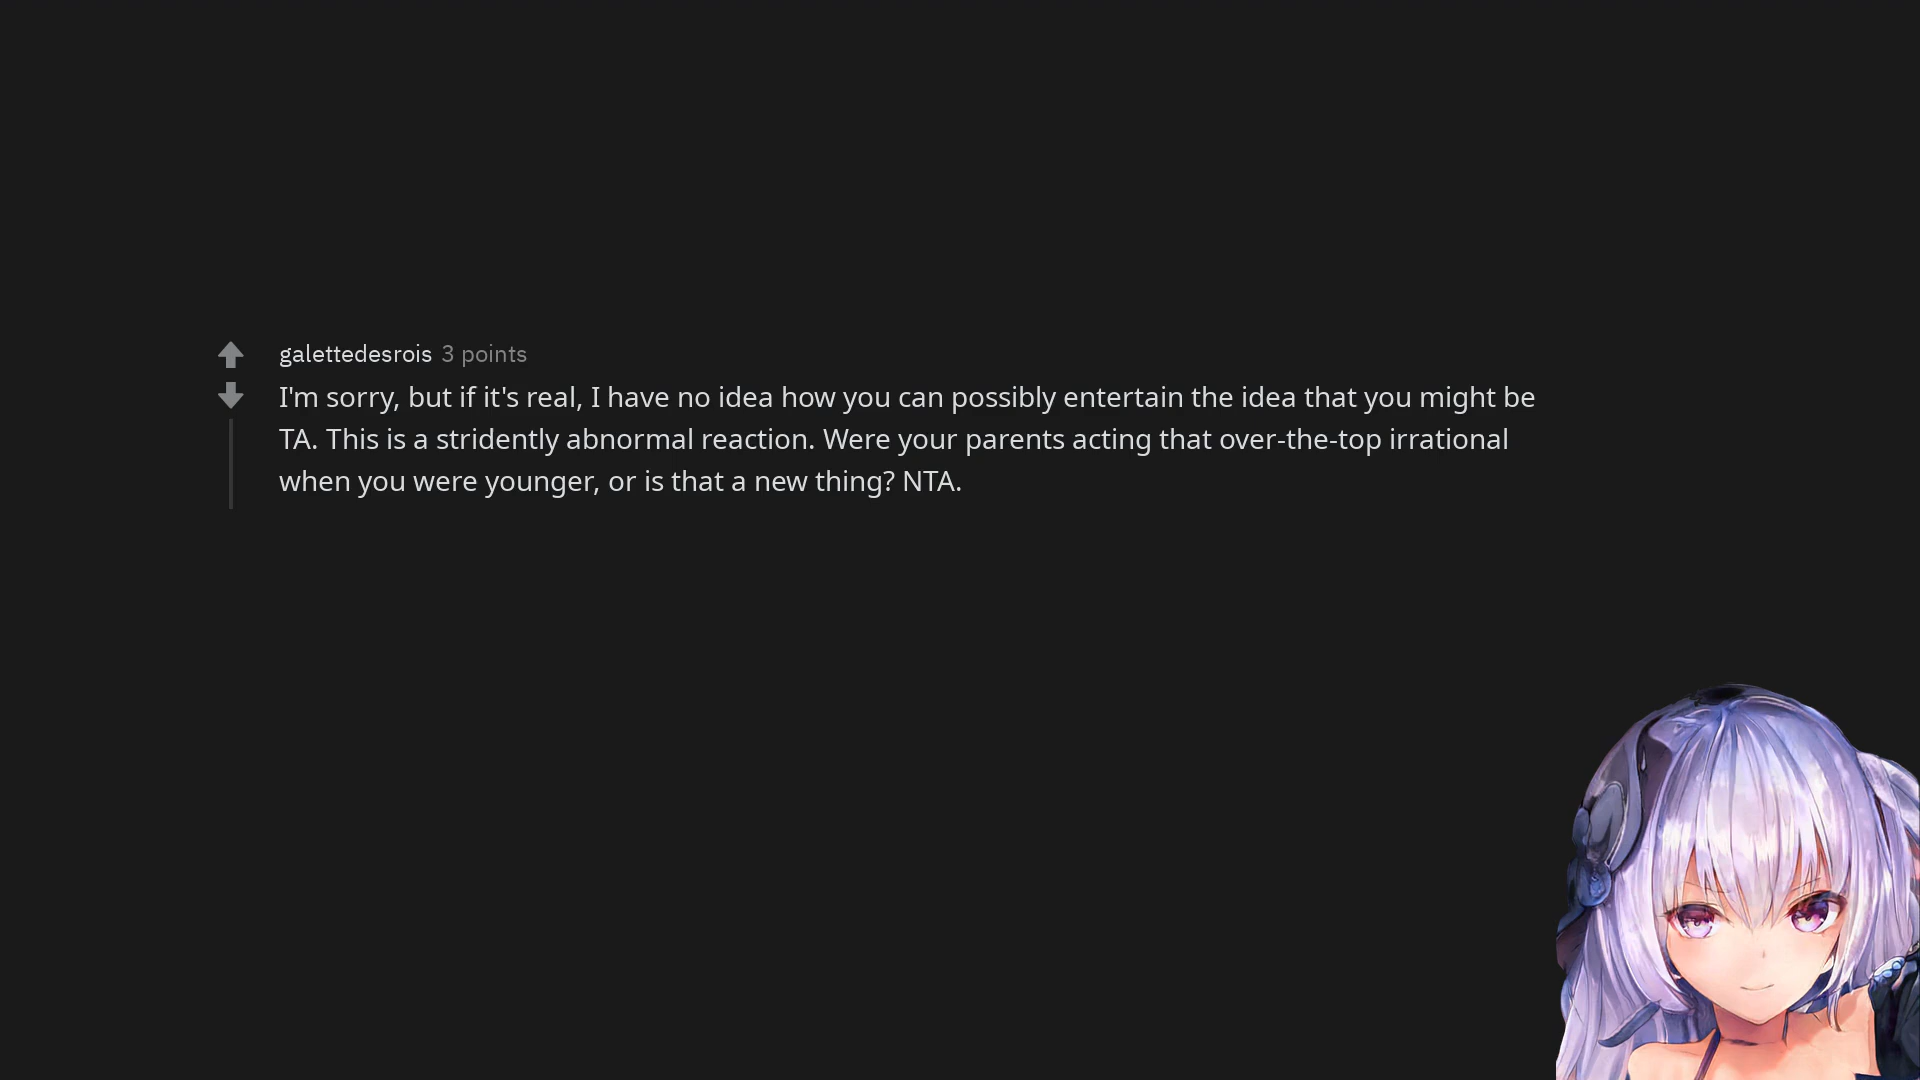 galettedesrois 3 points
I'm sorry, but if it's real, I have no idea how you can possibly entertain the idea that you might be
TA. This is a stridently abnormal reaction. Were your parents acting that over-the-top irrational
when you were younger, or is that a new thing? NTA.